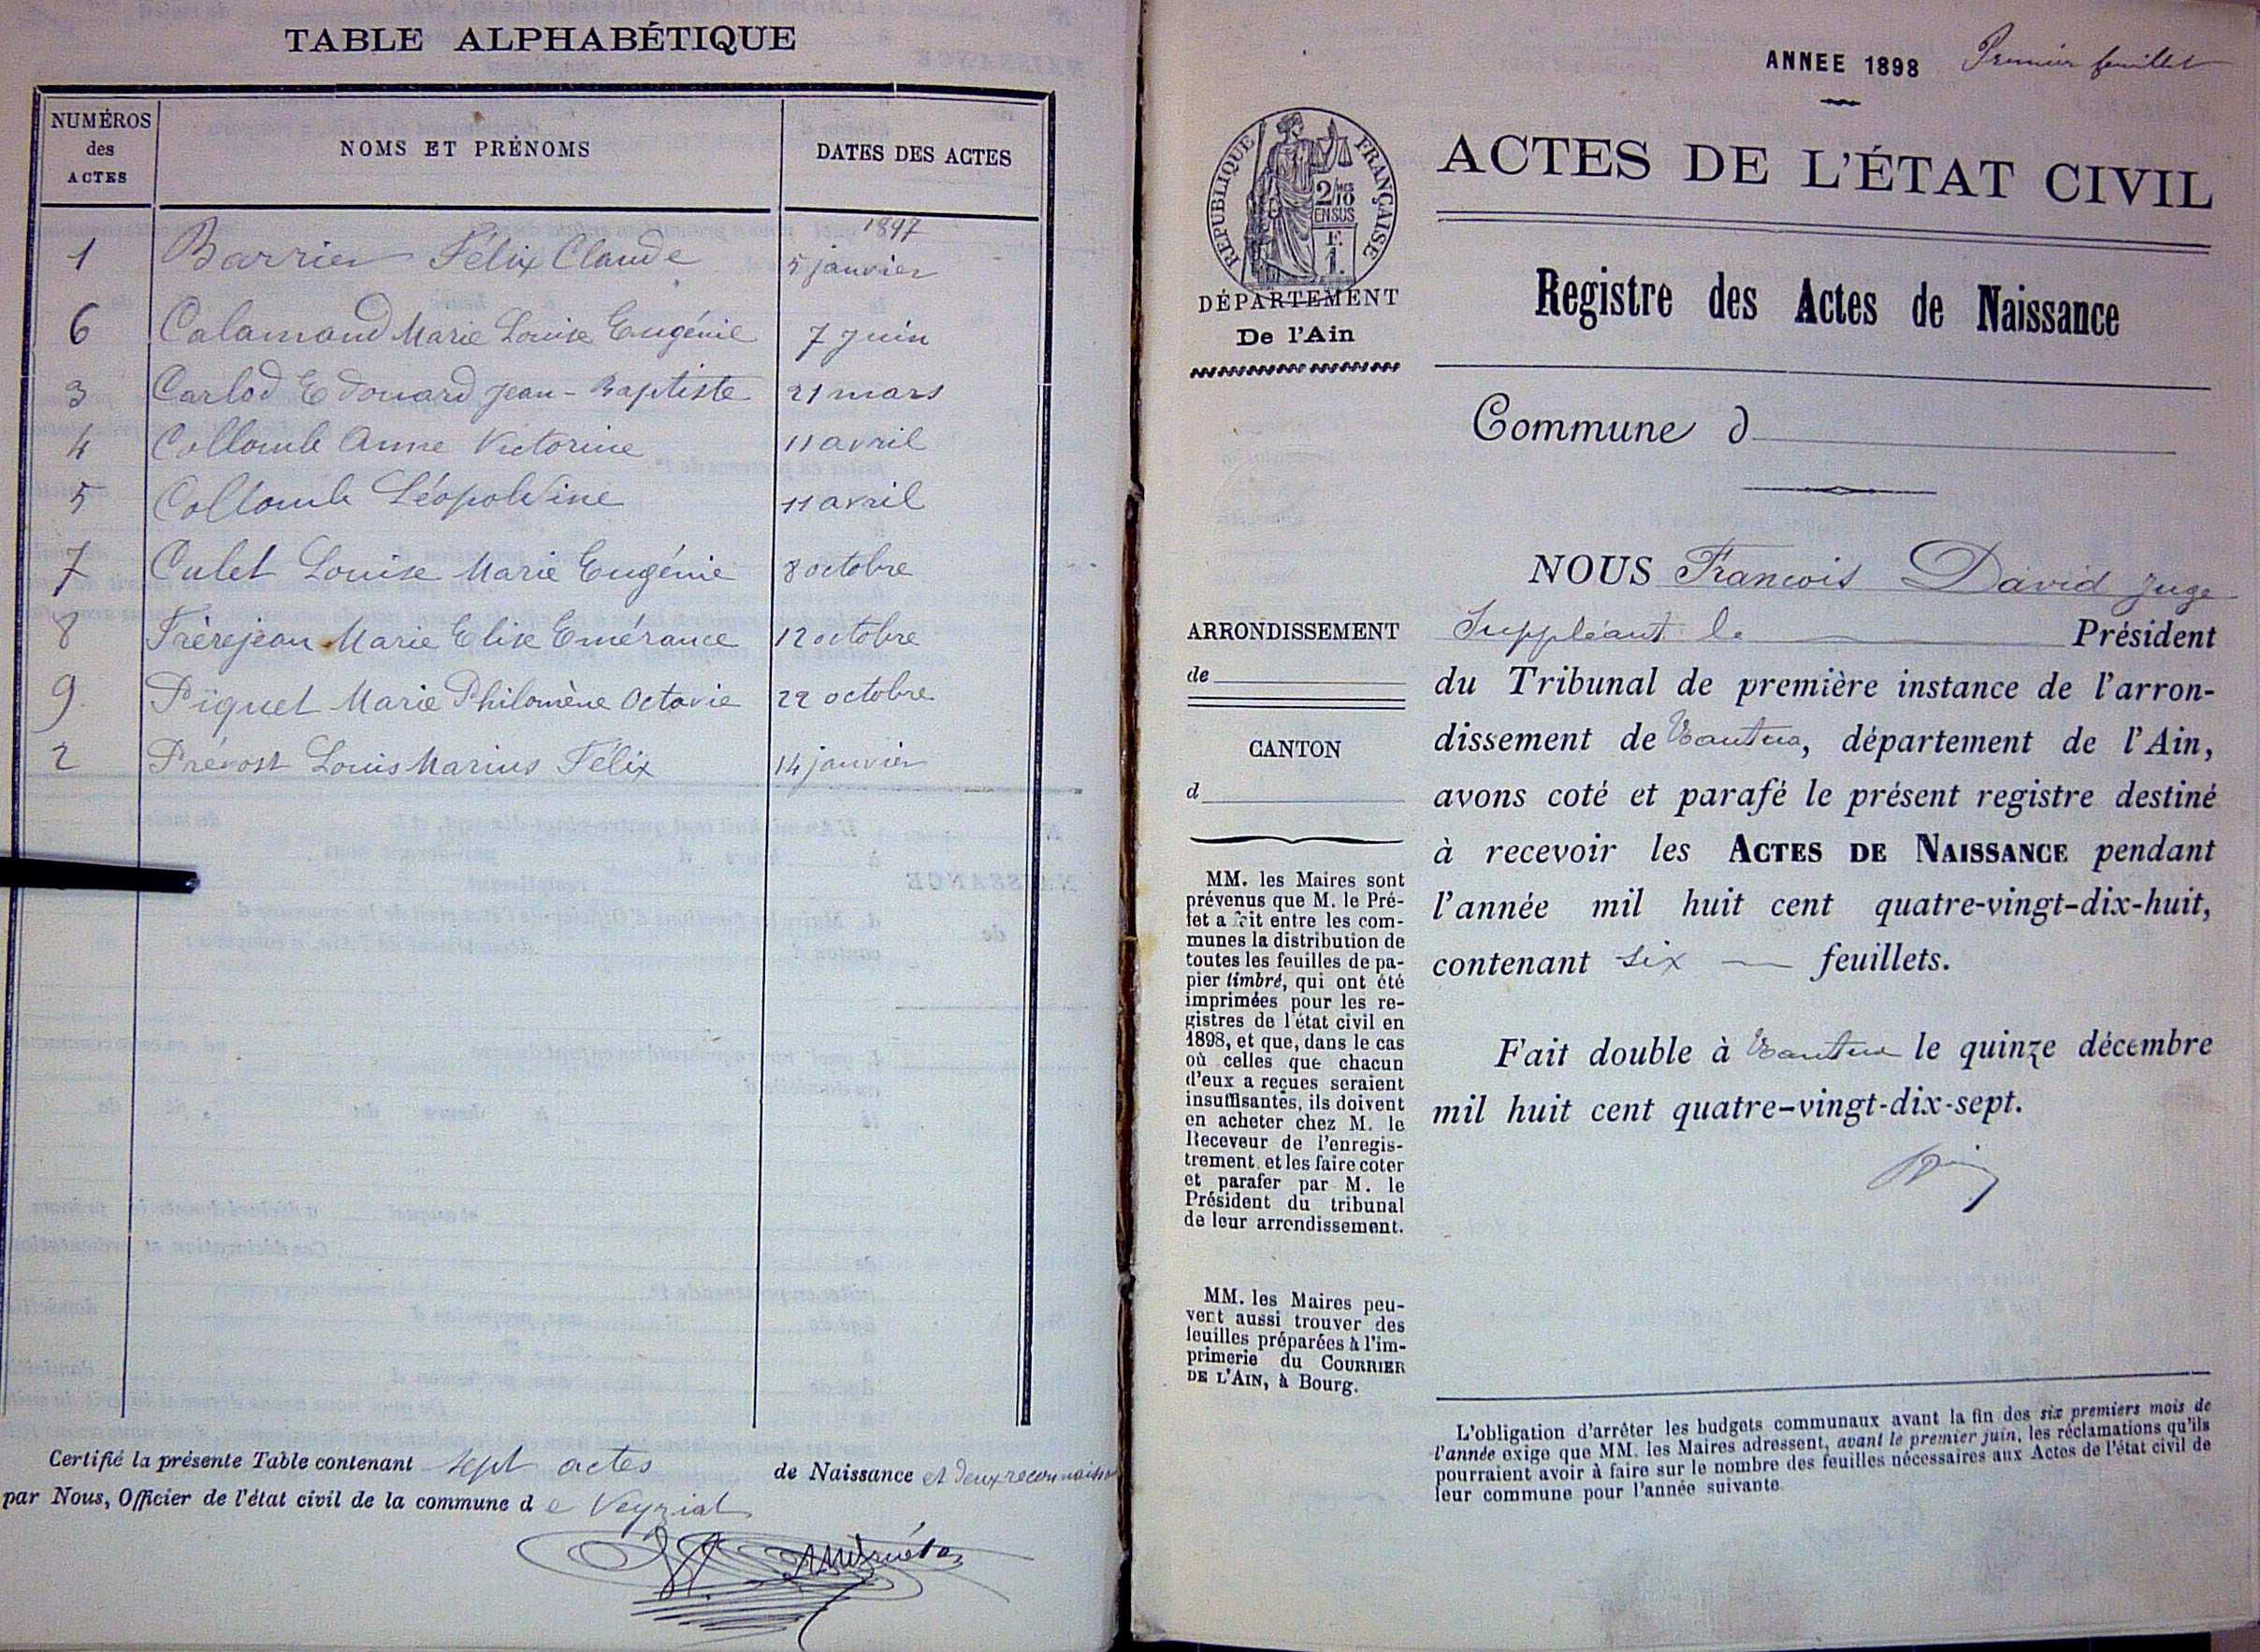 TABLE ALPHABÉTIQUE
NUMÉROS des ACTES
NOMS ET PRÉNOMS
DATES DES ACTES
1897
1 Barrier Félix Claude 5 janvier
6 Calamand Marie Louise Eugénie 7 juin
3 Carlod Edouard Jean-Baptiste 21 mars
4 Collomb Anne Victorine 11 avril
5 Collomb Léopoldine 11 avril
7 Culet Louise Marie Eugénie 8 octobre
8 Frèrejean Marie Elise Emérance 12 octobre
9. Piquet Marie Philomène Octavie 22 octobre
2 Prévost Louis Marius Félix 14 janvier
Certifié la présente Table contenant sept actes de Naissance et deux reconnaiss
par Nous, Officier de l'état civil de la commune d e Veyziat
ANNEE 1898 Premier feuillet
RÉPUBLIQUE FRANÇAISE
2/10
EN SUS
F.
1.
DÉPARTEMENT
De l'Ain
ACTES DE L'ÉTAT CIVIL
Registre des Actes de Naissance
Commune d
ARRONDISSEMENT
de
CANTON
d
MM. les Maires sont
prévenus que M. le Pré-
fet a fait entre les com-
munes la distribution de
toutes les feuilles de pa-
pier timbré, qui ont été
imprimées pour les re-
gistres de l'état civil en
1898, et que, dans le cas
où celles que chacun
d'eux a reçues seraient
insuffisantes, ils doivent
en acheter chez M. le
Receveur de l'enregis-
trement et les faire coter
et parafer par M. le
Président du tribunal
de leur arrondissement.
MM. les Maires peu-
vent aussi trouver des
feuilles préparées à l'im-
primerie du COURRIER
DE L'AIN, à Bourg.
NOUS François David Juge
Suppléant le Président
du Tribunal de première instance de l'arron-
dissement de Nantua, département de l'Ain,
avons coté et parafé le présent registre destiné
à recevoir les ACTES DE NAISSANCE pendant
l'année mil huit cent quatre-vingt-dix-huit,
contenant six feuillets.
Fait double à Nantua le quinze décembre
mil huit cent quatre-vingt-dix-sept.
L'obligation d'arrêter les budgets communaux avant la fin des six premiers mois de
l'année exige que MM. les Maires adressent, avant le premier juin, les réclamations qu'ils
pourraient avoir à faire sur le nombre des feuilles nécessaires aux Actes de l'état civil de
leur commune pour l'année suivante.